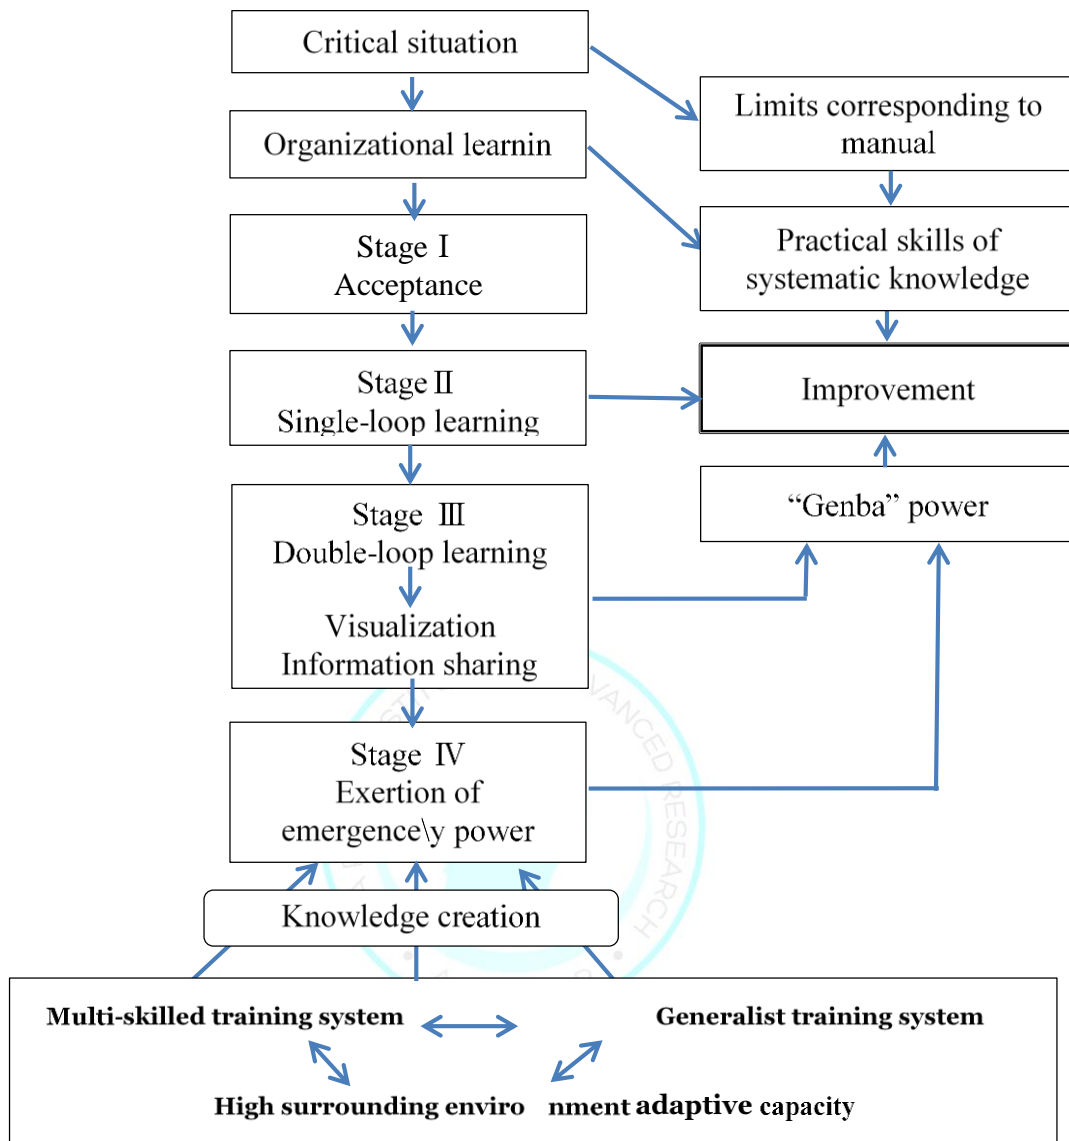 Critical situation
Limits corresponding to
manual
Organizational learnin
Practical skills of
systematic knowledge
Stage Ⅰ
Acceptance
Stage Ⅱ
Single-loop learning
Improvement
Stage Ⅲ
Double-loop learning
Visualization
Information sharing
“Genba” power
Stage Ⅳ
Exertion of
emergence\y power
Knowledge creation
Multi-skilled training system
Generalist training system
High surrounding enviro nment adaptive capacity
VANCED RESEARCH